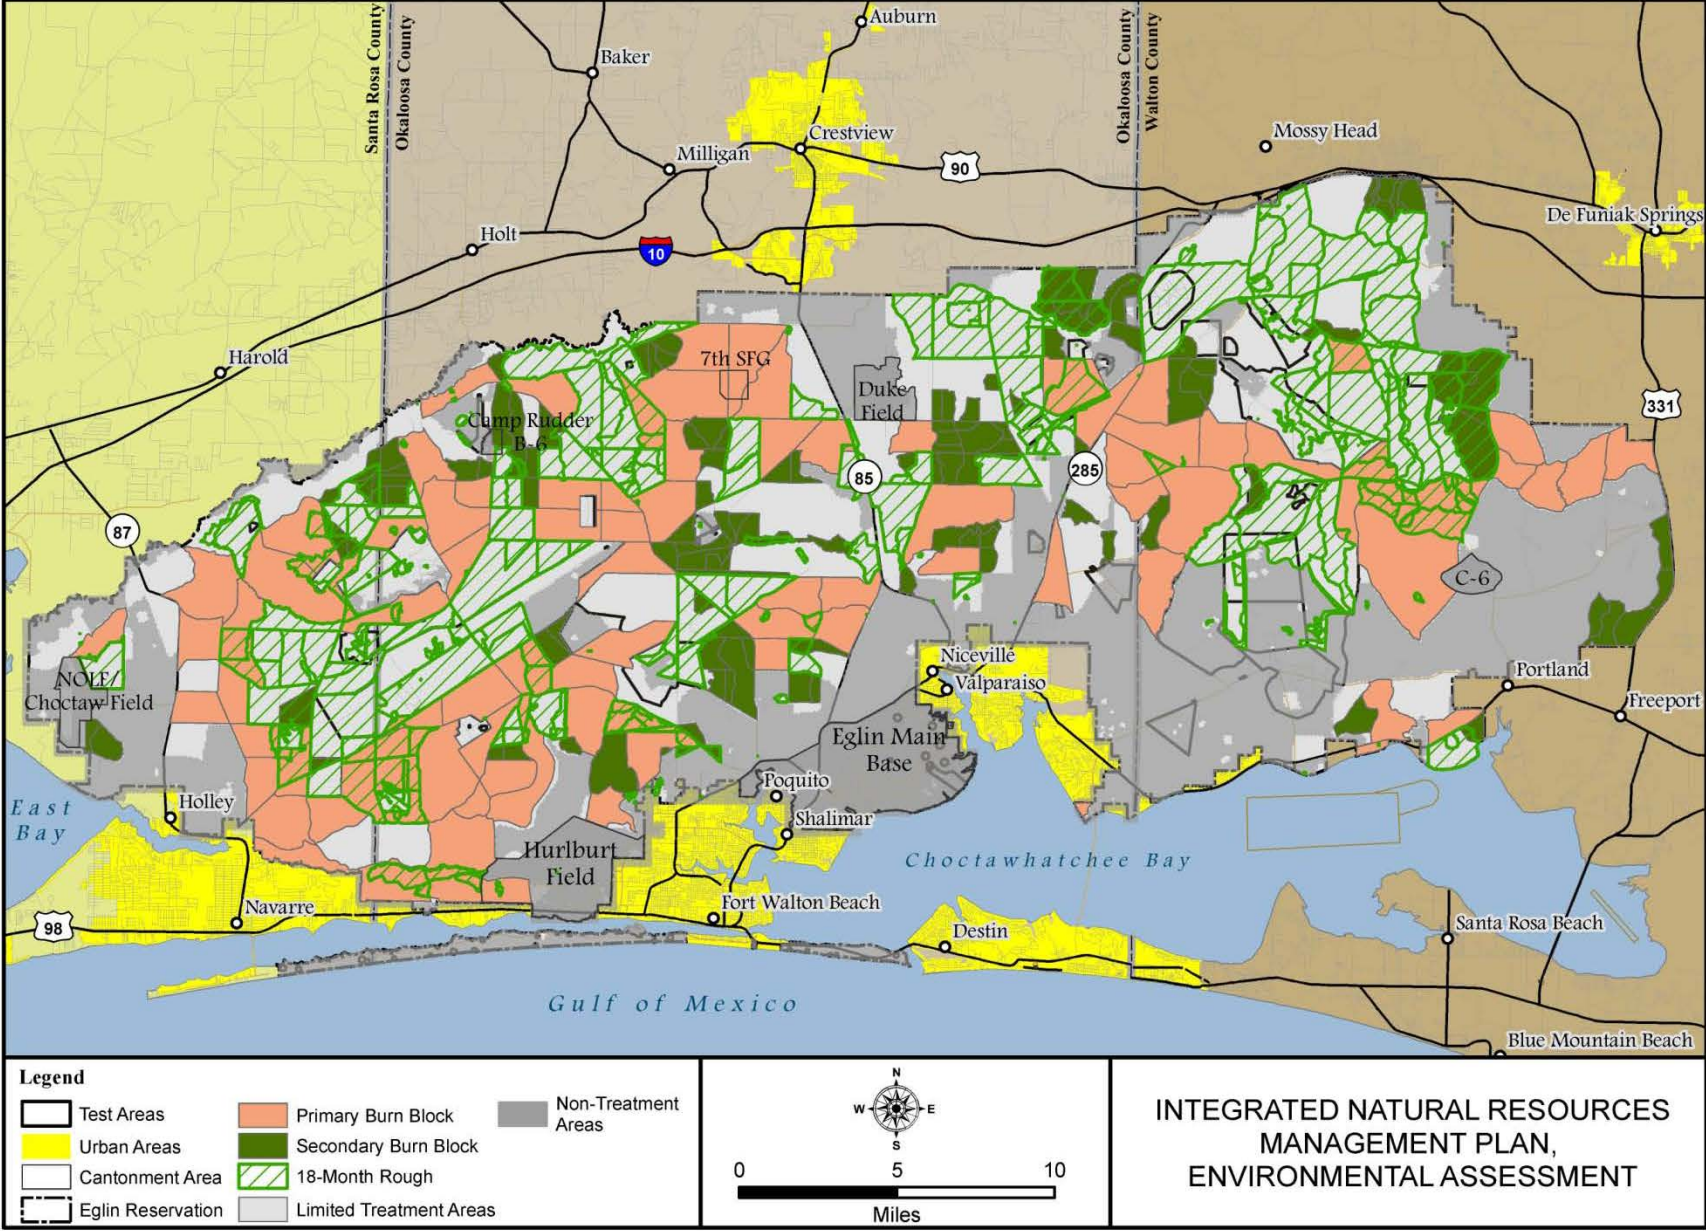 Santa Rosa County
Okaloosa County
Okaloosa County
Walton County
Auburn
Baker
Crestview
Mossy Head
Milligan
90
De Funiak Springs
Holt
10
Harold
7th SFG
Duke
Field
331
Camp Rudder
B-6
85
285
87
C-6
Niceville
Valparaiso
Portland
NOLF/
Choctaw Field
Freeport
Eglin Main
Base
Poquito
East
Bay
Holley
Shalimar
Hurlburt
Field
Choctawhatchee Bay
Navarre
Fort Walton Beach
98
Destin
Santa Rosa Beach
Gulf of Mexico
Blue Mountain Beach
Legend
Test Areas
Urban Areas
Cantonment Area
Eglin Reservation
Primary Burn Block
Secondary Burn Block
18-Month Rough
Limited Treatment Areas
Non-Treatment
Areas
N
W E
S
0 5 10
Miles
INTEGRATED NATURAL RESOURCES
MANAGEMENT PLAN,
ENVIRONMENTAL ASSESSMENT